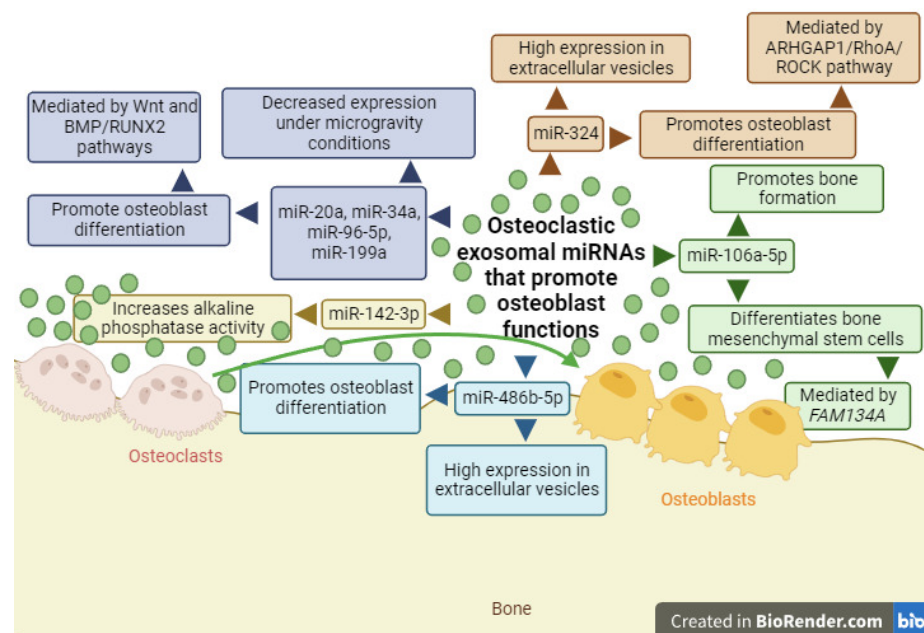 Mediated by
ARHGAP1/RhoA/
ROCK pathway
High expression in
extracellular vesicles
Mediated by Wnt and
BMP/RUNX2
pathways
Decreased expression
under microgravity
conditions
miR-324
Promotes osteoblast
differentiation
Promotes bone
formation
Promote osteoblast
differentiation
miR-20a, miR-34a,
miR-96-5p,
miR-199a
Osteoclastic
exosomal miRNAs
that promote
osteoblast
functions
miR-106a-5p
Increases alkaline
phosphatase activity
miR-142-3p
Differentiates bone
mesenchymal stem cells
Promotes osteoblast
differentiation
miR-486b-5p
Mediated by
FAM134A
Osteoclasts
High expression in
extracellular vesicles
Osteoblasts
Bone
Created in BioRender.com
bio